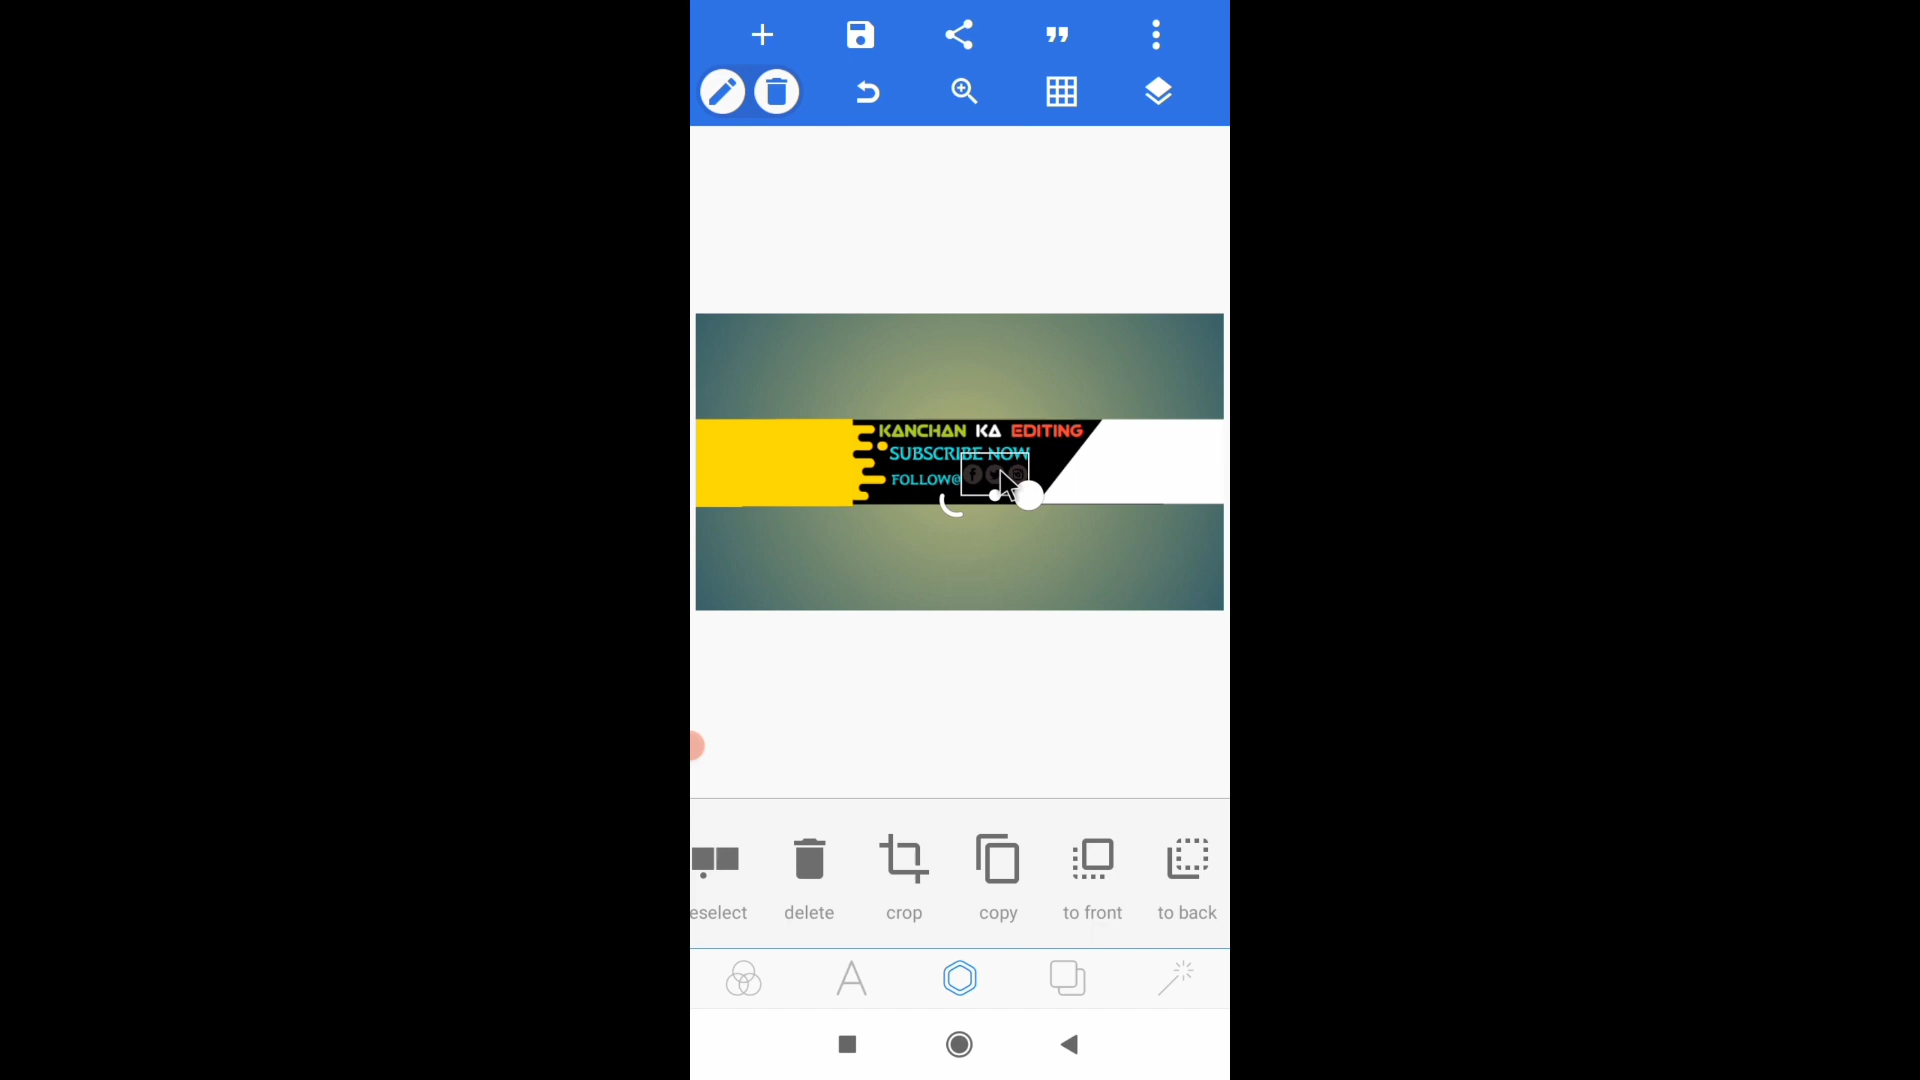 KANCHAN KA EDITING
SUBSCRIBE NOW
FOLLOW@
eselect
delete
crop
copy
to front
to back